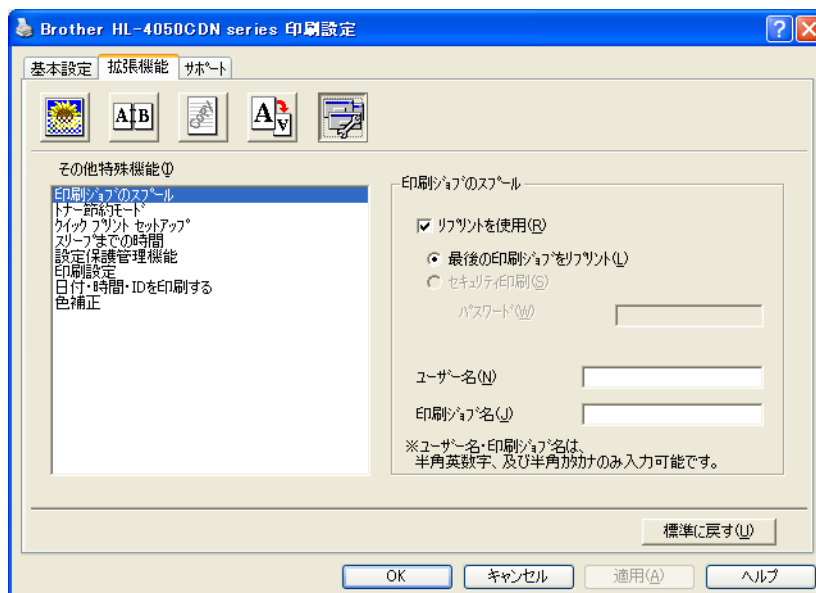 Brother HL-4050CDN series 印刷設定
基本設定 拡張機能 ｻﾎﾟｰﾄ
A B
Copy
A A
その他特殊機能(I)
印刷ｼﾞｮﾌﾞのｽﾌﾟｰﾙ
ﾄﾅｰ節約ﾓｰﾄﾞ
ｸｲｯｸ ﾌﾟﾘﾝﾄ ｾｯﾄｱｯﾌﾟ
ｽﾘｰﾌﾟまでの時間
設定保護管理機能
印刷設定
日付・時間・IDを印刷する
色補正
印刷ｼﾞｮﾌﾞのｽﾌﾟｰﾙ
ﾘﾌﾟﾘﾝﾄを使用(R)
最後の印刷ｼﾞｮﾌﾞをﾘﾌﾟﾘﾝﾄ(L)
ｾｷｭﾘﾃｨ印刷(S)
ﾊﾟｽﾜｰﾄﾞ(W)
ﾕｰｻﾞｰ名(N)
印刷ｼﾞｮﾌﾞ名(J)
※ﾕｰｻﾞｰ名・印刷ｼﾞｮﾌﾞ名は、
半角英数字、及び半角ｶﾀｶﾅのみ入力可能です。
標準に戻す(U)
OK キャンセル 適用(A) ヘルプ